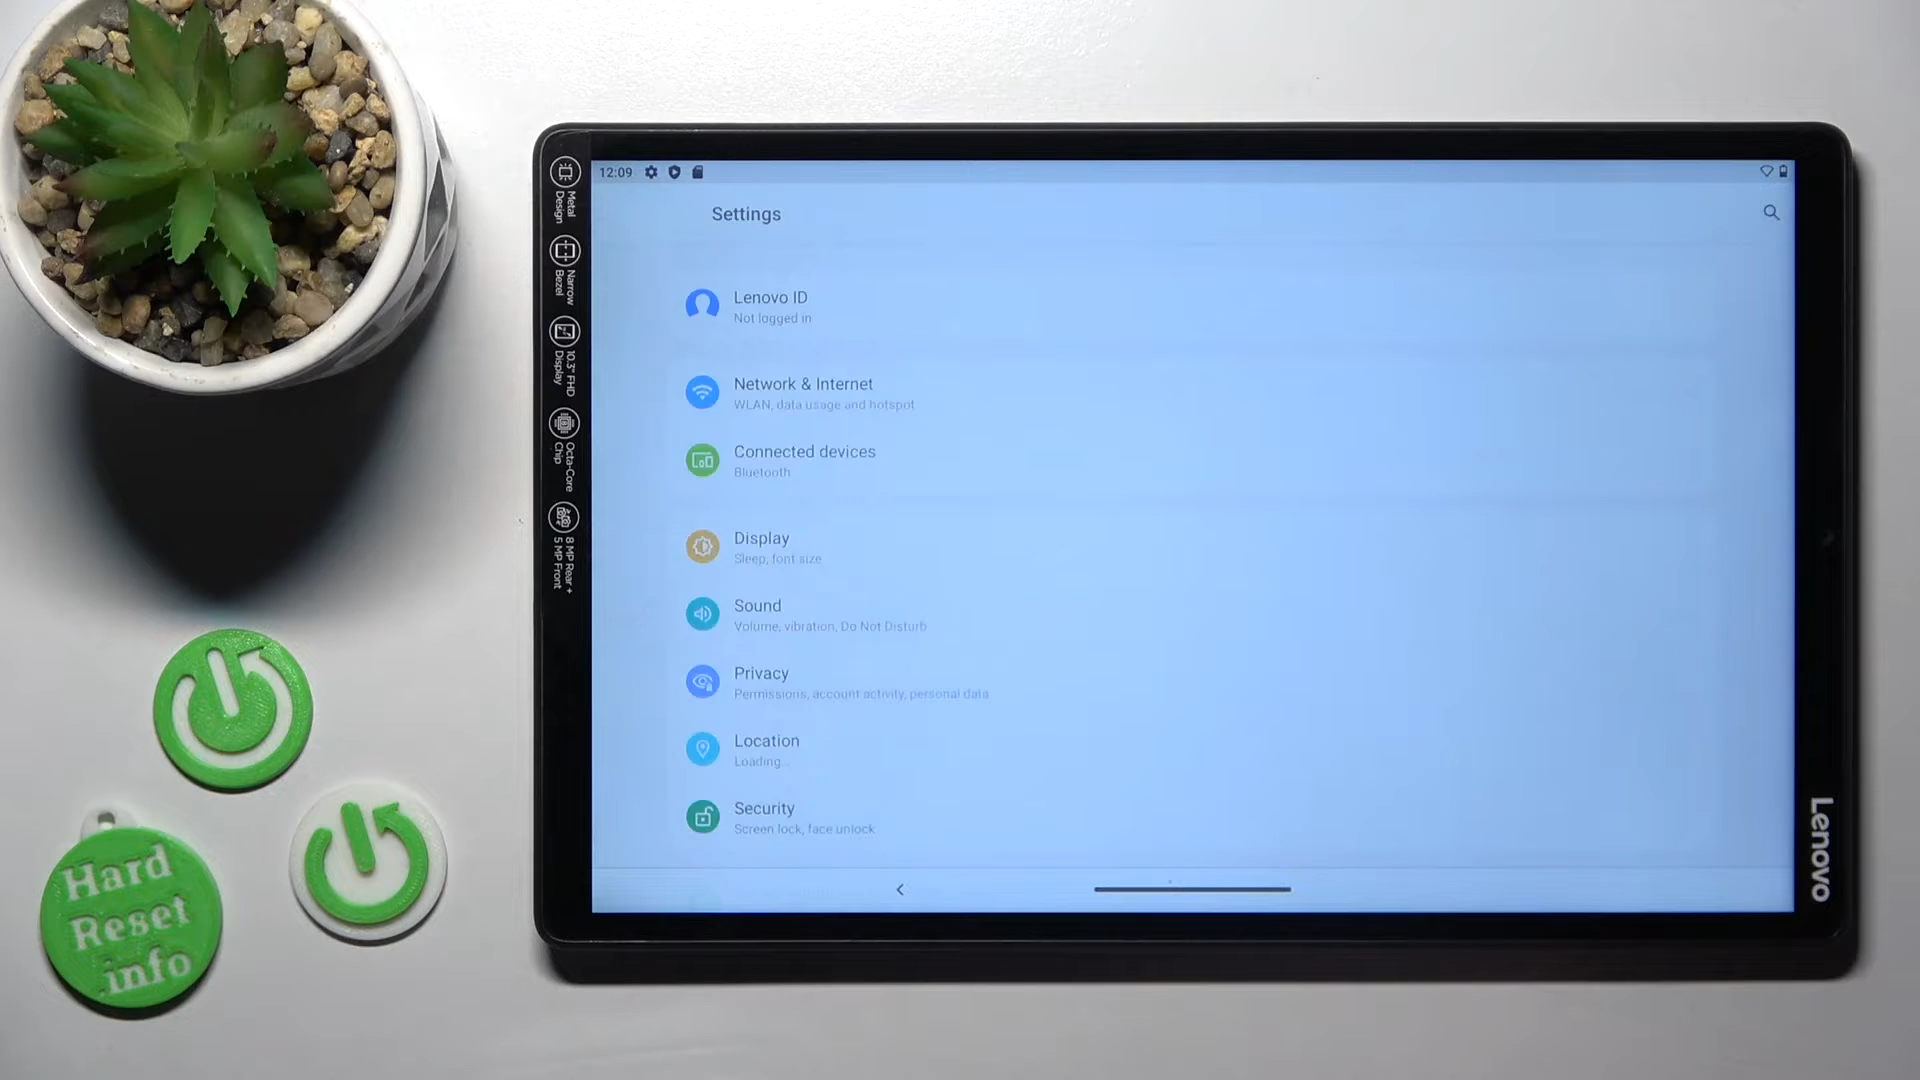 Metal
Design
Narrow
Bezel
10.3" FHD
Display
Octa-Core
Chip
8 MP Rear +
5 MP Front
12:09
Settings
Lenovo ID
Not logged in
Network & Internet
WLAN, data usage and hotspot
Connected devices
Bluetooth
Display
Sleep, font size
Sound
Volume, vibration, Do Not Disturb
Privacy
Permissions, account activity, personal data
Location
Loading...
Security
Screen lock, face unlock
Lenovo
Hard
Reset
.info